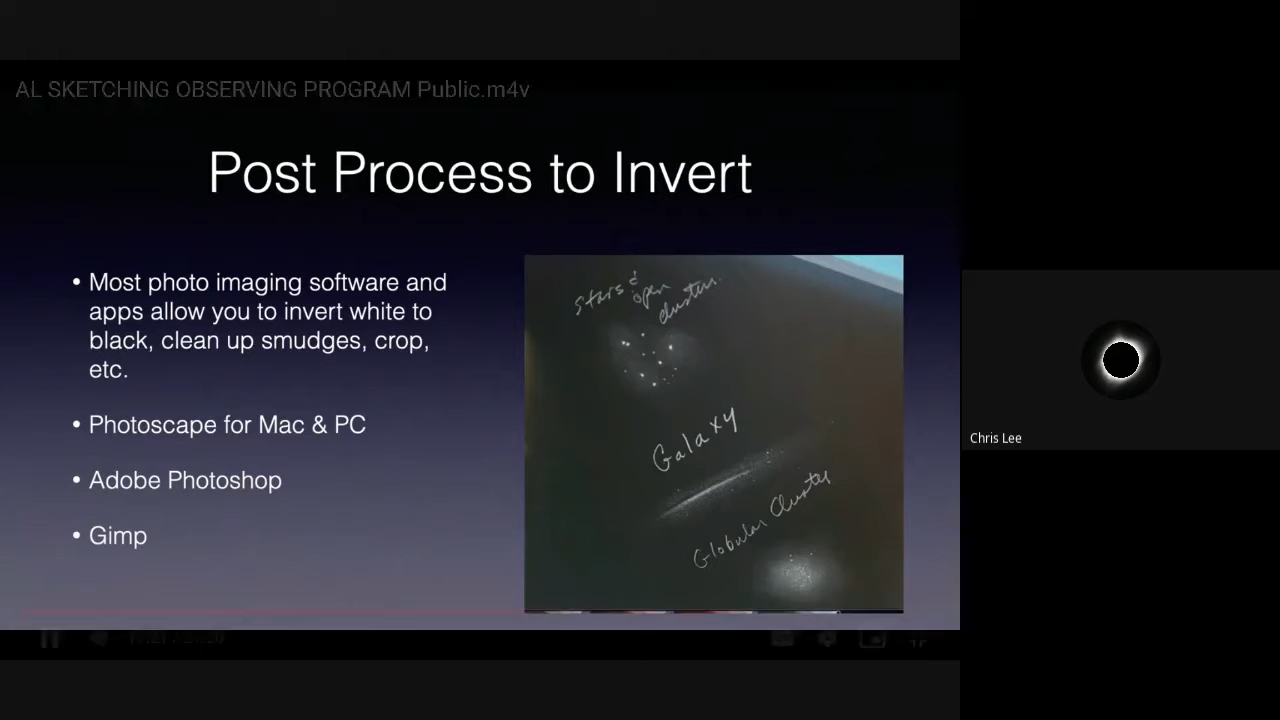 AL SKETCHING OBSERVING PROGRAM Public.m4v
Post Process to Invert
• Most photo imaging software and
apps allow you to invert white to
black, clean up smudges, crop,
etc.
• Photoscape for Mac & PC
• Adobe Photoshop
• Gimp
Stars &
open
clusters
Galaxy
Globular Cluster
Chris Lee